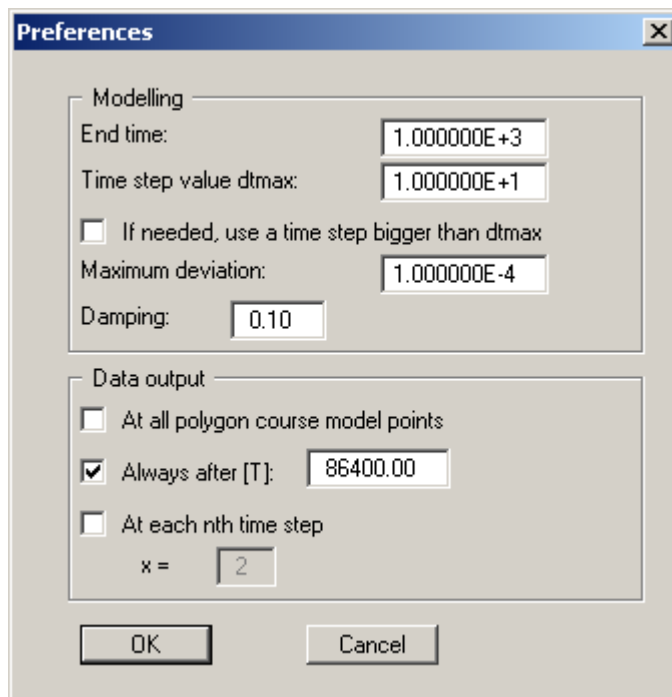 Preferences
Modelling
End time: 1.000000E+3
Time step value dtmax: 1.000000E+1
If needed, use a time step bigger than dtmax
Maximum deviation: 1.000000E-4
Damping: 0.10
Data output
At all polygon course model points
Always after [T]: 86400.00
At each nth time step
x = 2
OK Cancel